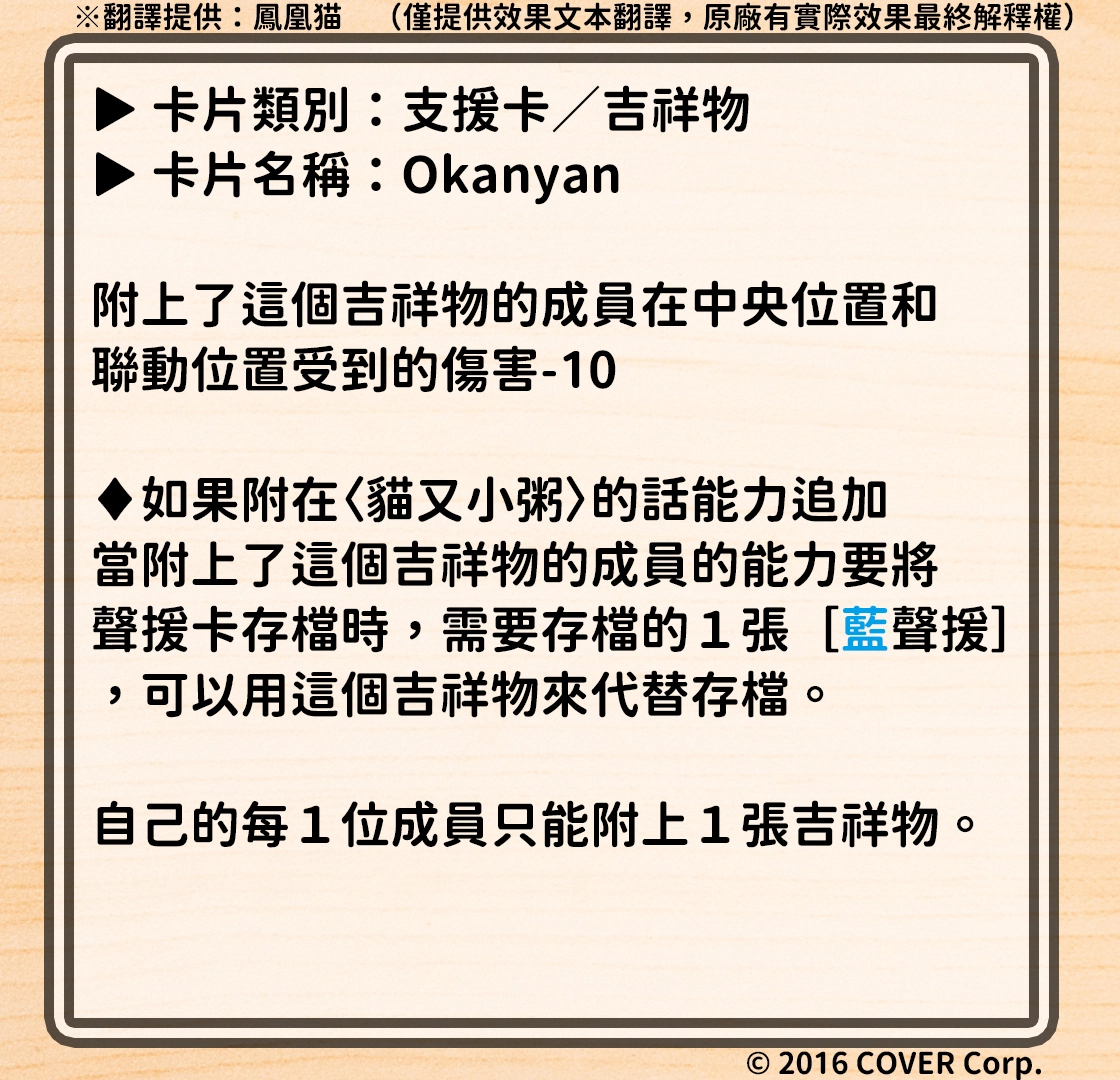 ※翻譯提供：鳳凰猫　（僅提供效果文本翻譯，原廠有實際效果最終解釋權）
▶ 卡片類別：支援卡／吉祥物
▶ 卡片名稱：Okanyan
附上了這個吉祥物的成員在中央位置和
聯動位置受到的傷害-10
♦如果附在〈貓又小粥〉的話能力追加
當附上了這個吉祥物的成員的能力要將
聲援卡存檔時，需要存檔的１張［藍聲援］
，可以用這個吉祥物來代替存檔。
自己的每１位成員只能附上１張吉祥物。
© 2016 COVER Corp.